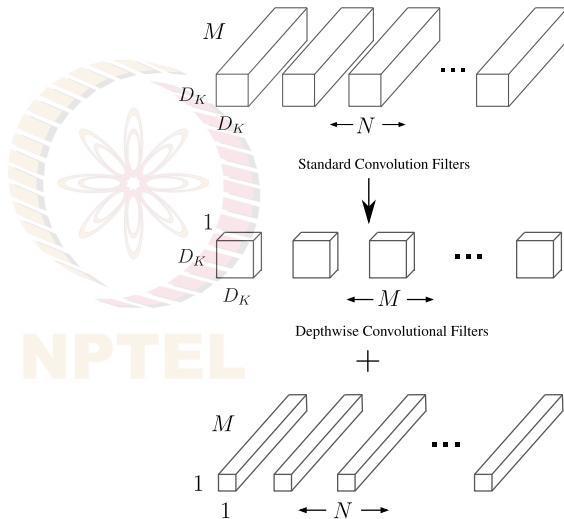 M
D_K
D_K
N
Standard Convolution Filters
1
D_K
D_K
M
Depthwise Convolutional Filters
+
NPTEL
M
1
1
N